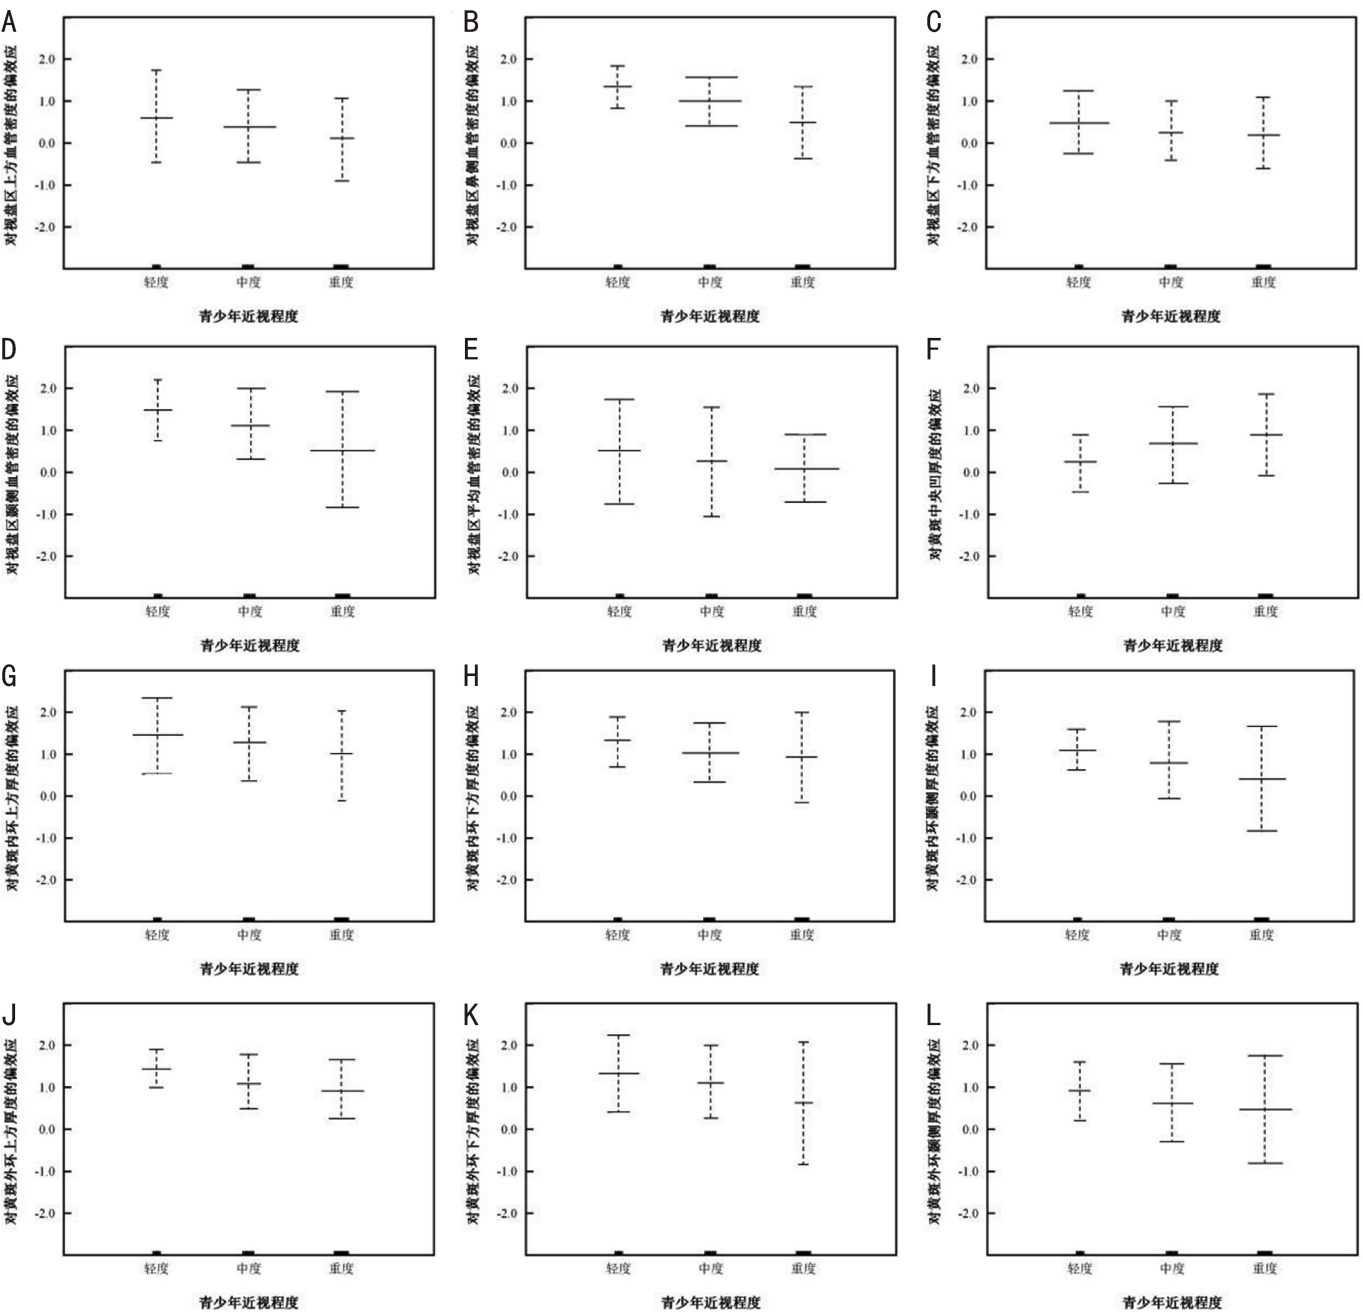 A
对视盘区上方血管密度的偏效应
2.0
1.0
0.0
-1.0
-2.0
轻度 中度 重度
青少年近视程度
B
对视盘区鼻侧血管密度的偏效应
2.0
1.0
0.0
-1.0
-2.0
轻度 中度 重度
青少年近视程度
C
对视盘区下方血管密度的偏效应
2.0
1.0
0.0
-1.0
-2.0
轻度 中度 重度
青少年近视程度
D
对视盘区颞侧血管密度的偏效应
2.0
1.0
0.0
-1.0
-2.0
轻度 中度 重度
青少年近视程度
E
对视盘区平均血管密度的偏效应
2.0
1.0
0.0
-1.0
-2.0
轻度 中度 重度
青少年近视程度
F
对黄斑中央凹厚度的偏效应
2.0
1.0
0.0
-1.0
-2.0
轻度 中度 重度
青少年近视程度
G
对黄斑内环上方厚度的偏效应
2.0
1.0
0.0
-1.0
-2.0
轻度 中度 重度
青少年近视程度
H
对黄斑内环下方厚度的偏效应
2.0
1.0
0.0
-1.0
-2.0
轻度 中度 重度
青少年近视程度
I
对黄斑内环颞侧厚度的偏效应
2.0
1.0
0.0
-1.0
-2.0
轻度 中度 重度
青少年近视程度
J
对黄斑外环上方厚度的偏效应
2.0
1.0
0.0
-1.0
-2.0
轻度 中度 重度
青少年近视程度
K
对黄斑外环下方厚度的偏效应
2.0
1.0
0.0
-1.0
-2.0
轻度 中度 重度
青少年近视程度
L
对黄斑外环颞侧厚度的偏效应
2.0
1.0
0.0
-1.0
-2.0
轻度 中度 重度
青少年近视程度